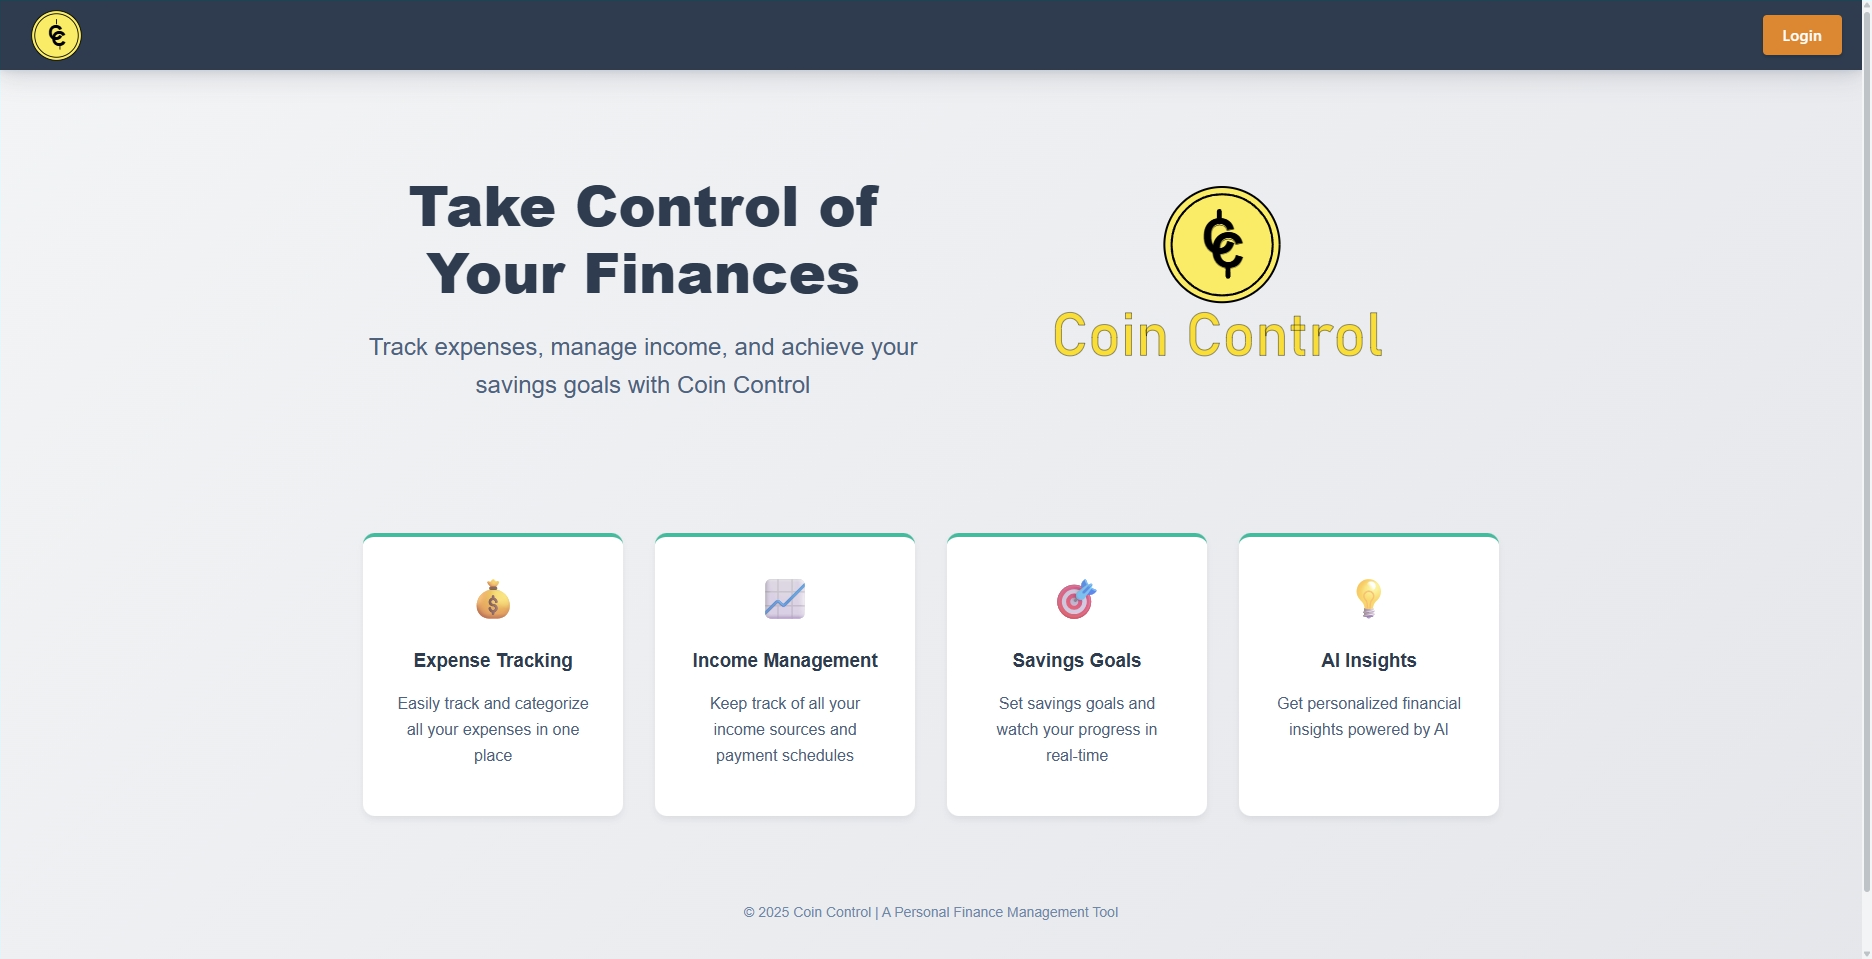 Login
Take Control of
Your Finances
Track expenses, manage income, and achieve your
savings goals with Coin Control
Coin Control
Expense Tracking
Easily track and categorize
all your expenses in one
place
Income Management
Keep track of all your
income sources and
payment schedules
Savings Goals
Set savings goals and
watch your progress in
real-time
AI Insights
Get personalized financial
insights powered by AI
© 2025 Coin Control | A Personal Finance Management Tool